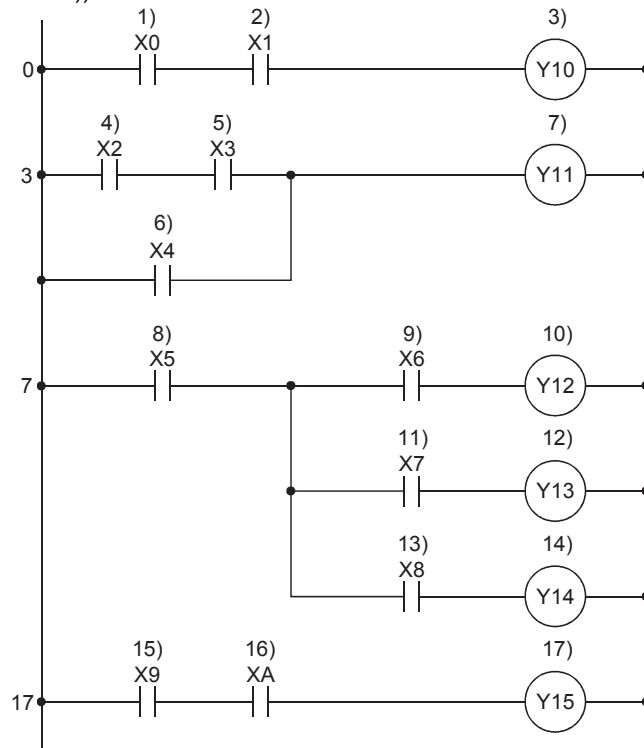 1) 2) 3)
X0 X1
0 Y10
4) 5) 7)
X2 X3
3 Y11
6)
X4
8) 9) 10)
X5 X6
7 Y12
11) 12)
X7
Y13
13) 14)
X8
Y14
15) 16) 17)
X9 XA
17 Y15